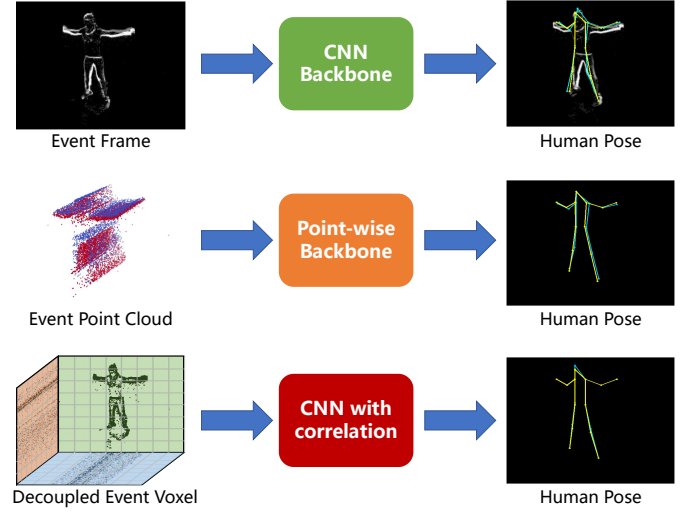 CNN
Backbone
Event Frame
Human Pose
Point-wise
Backbone
Event Point Cloud
Human Pose
CNN with
correlation
Decoupled Event Voxel
Human Pose